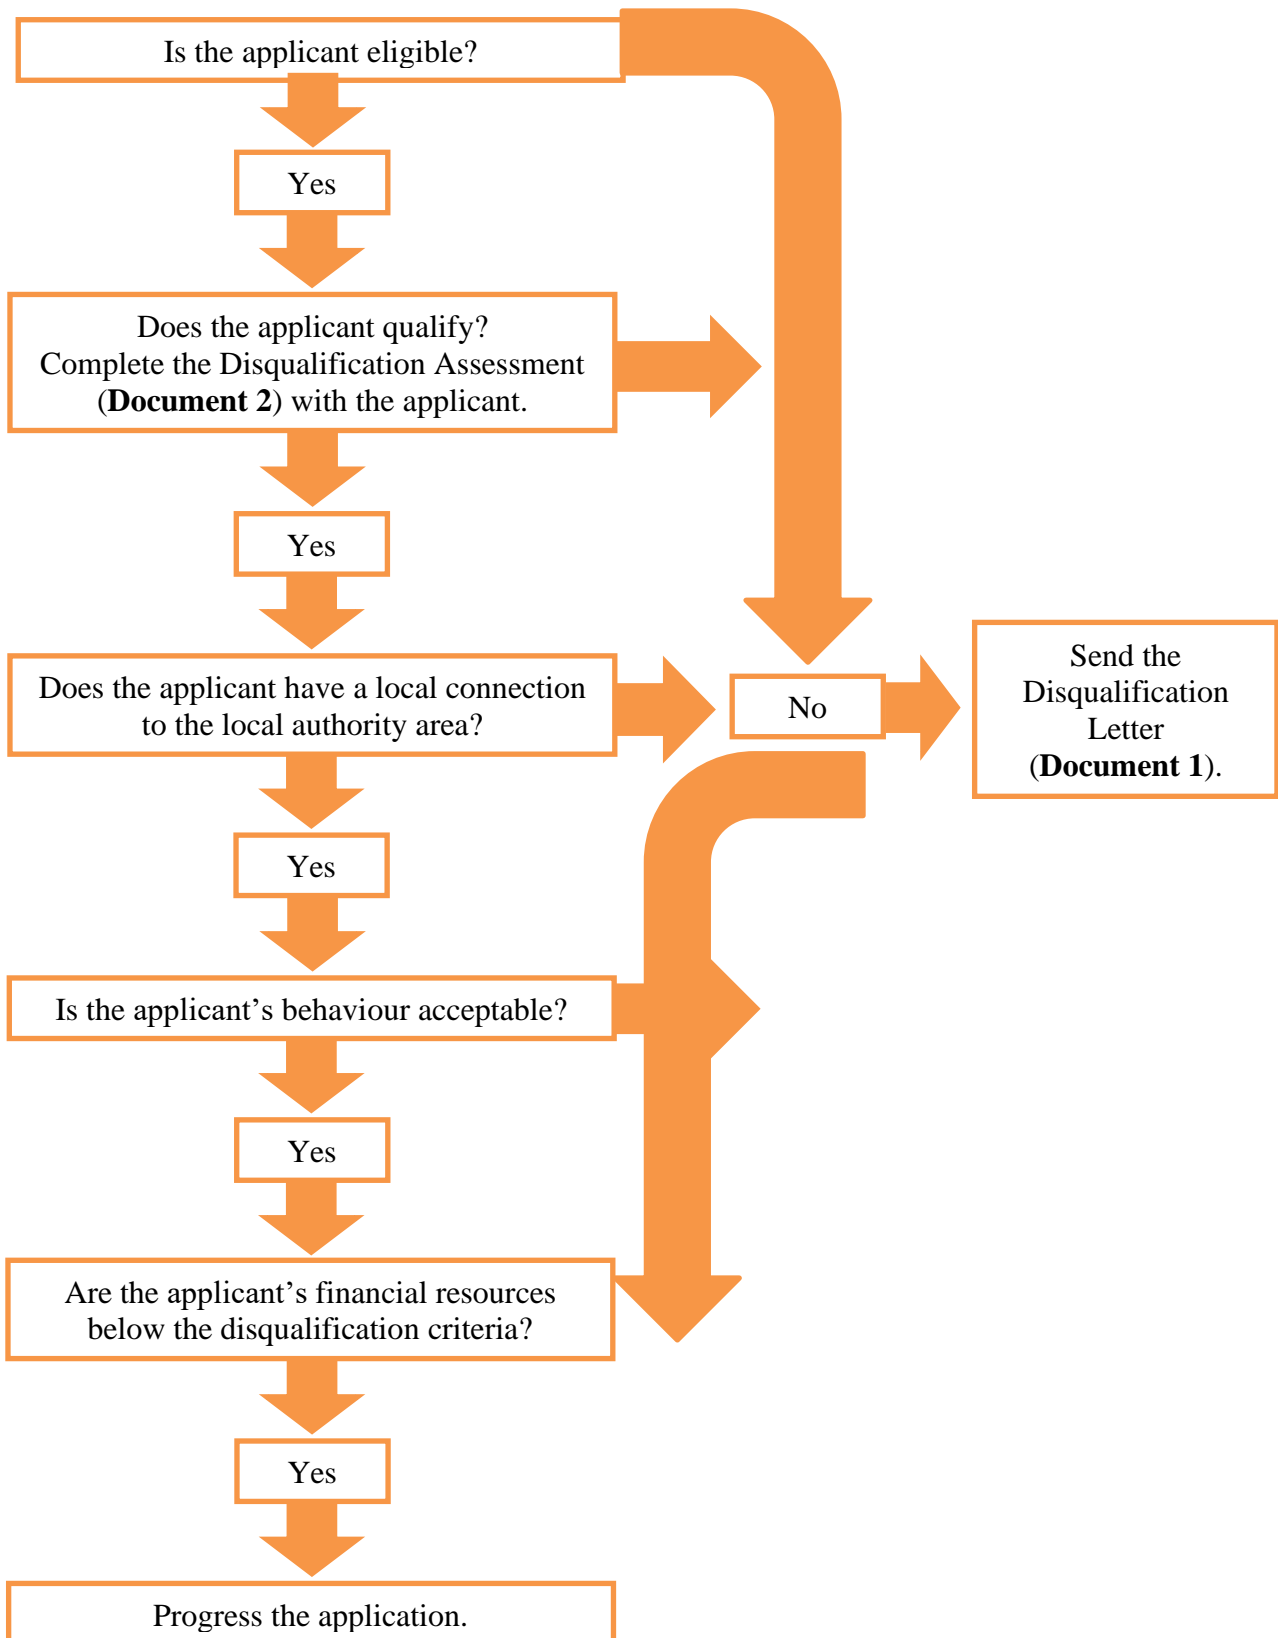 Is the applicant eligible?
Yes
Does the applicant qualify?
Complete the Disqualification Assessment
(Document 2) with the applicant.
Yes
Does the applicant have a local connection
to the local authority area?
No
Send the
Disqualification
Letter
(Document 1).
Yes
Is the applicant’s behaviour acceptable?
Yes
Are the applicant’s financial resources
below the disqualification criteria?
Yes
Progress the application.